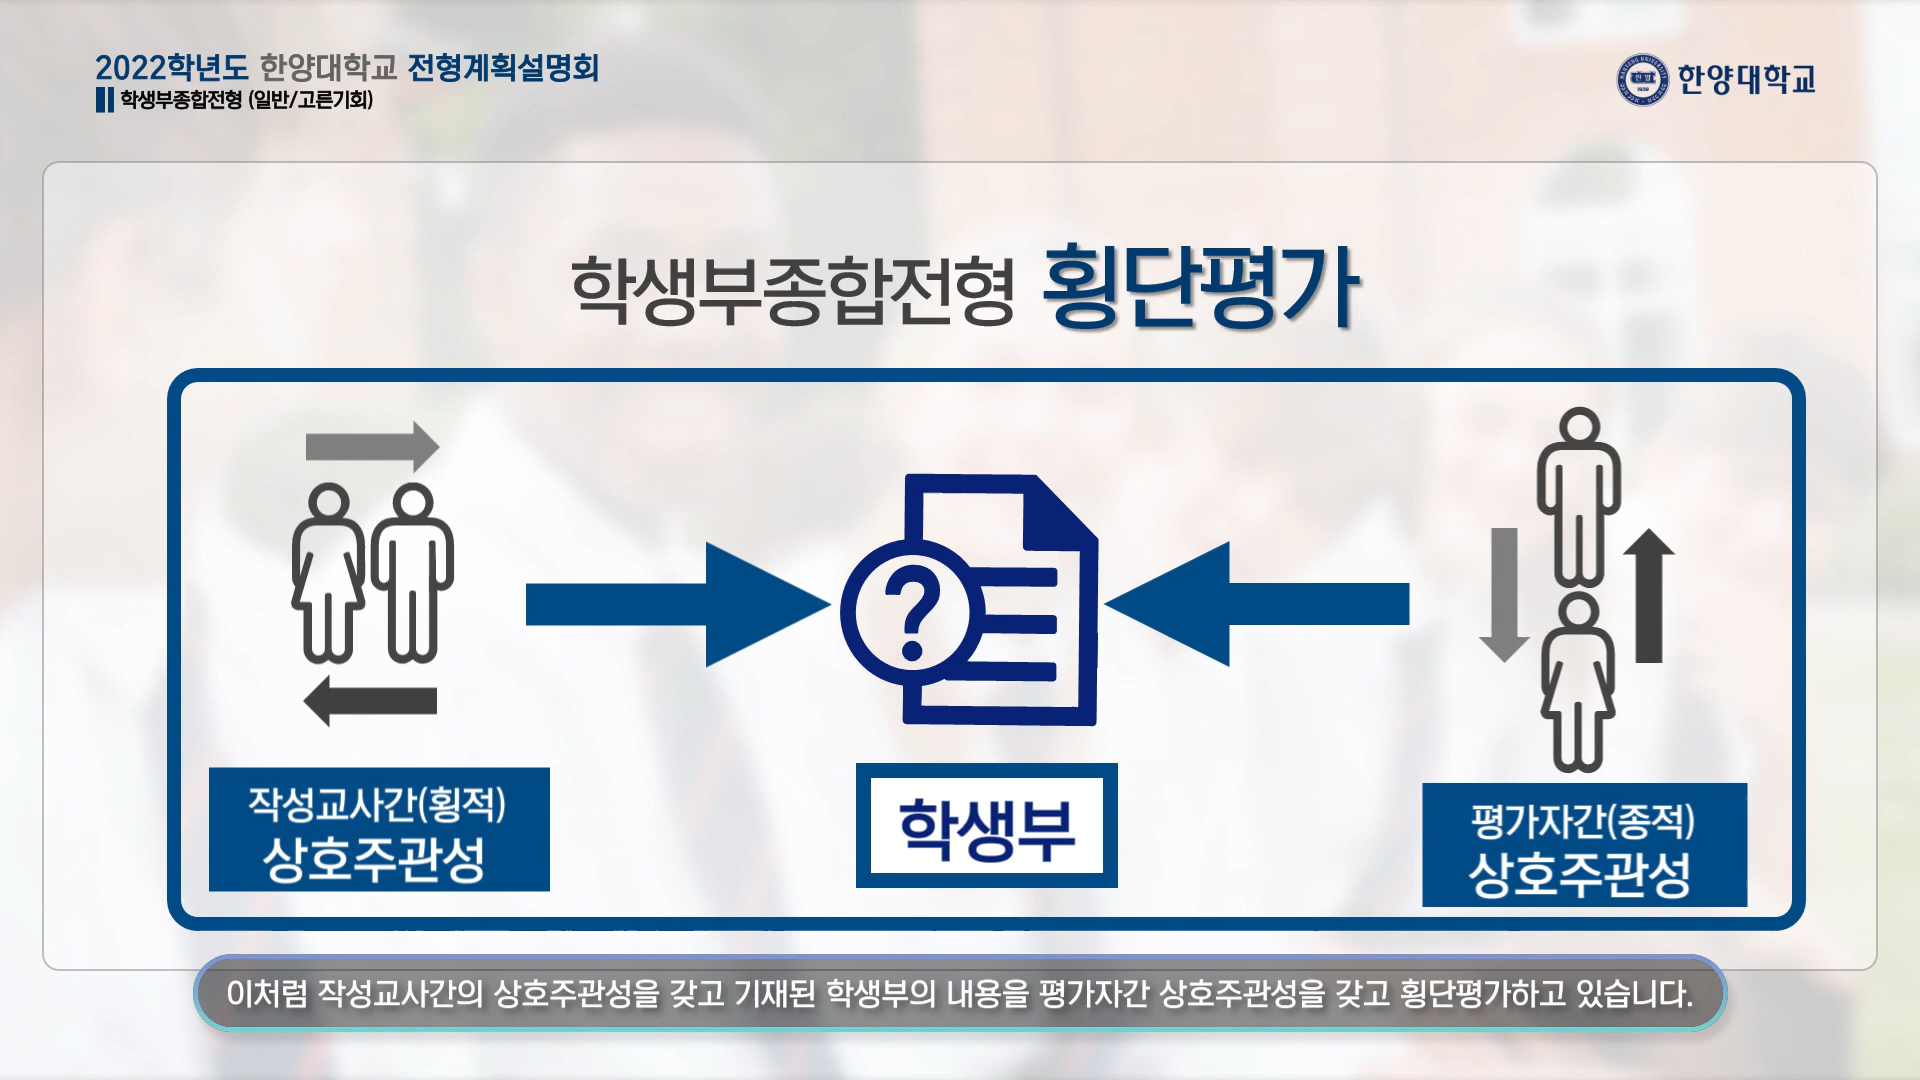 2022학년도 한양대학교 전형계획설명회
학생부종합전형 (일반/고른기회)
한양대학교
학생부종합전형 횡단평가
?
작성교사간(횡적)
상호주관성
학생부
평가자간(종적)
상호주관성
이처럼 작성교사간의 상호주관성을 갖고 기재된 학생부의 내용을 평가자간 상호주관성을 갖고 횡단평가하고 있습니다.